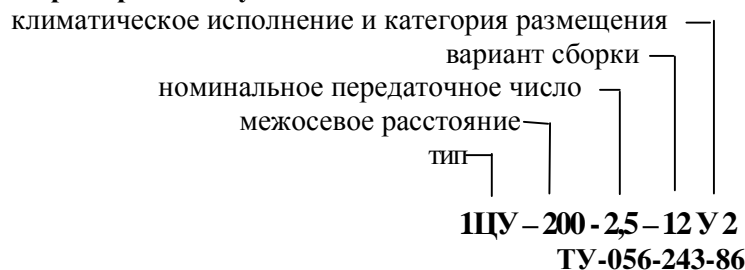 климатическое исполнение и категория размещения
вариант сборки
номинальное передаточное число
межосевое расстояние
тип
1ЦУ – 200 - 2,5 – 12 У 2
ТУ-056-243-86